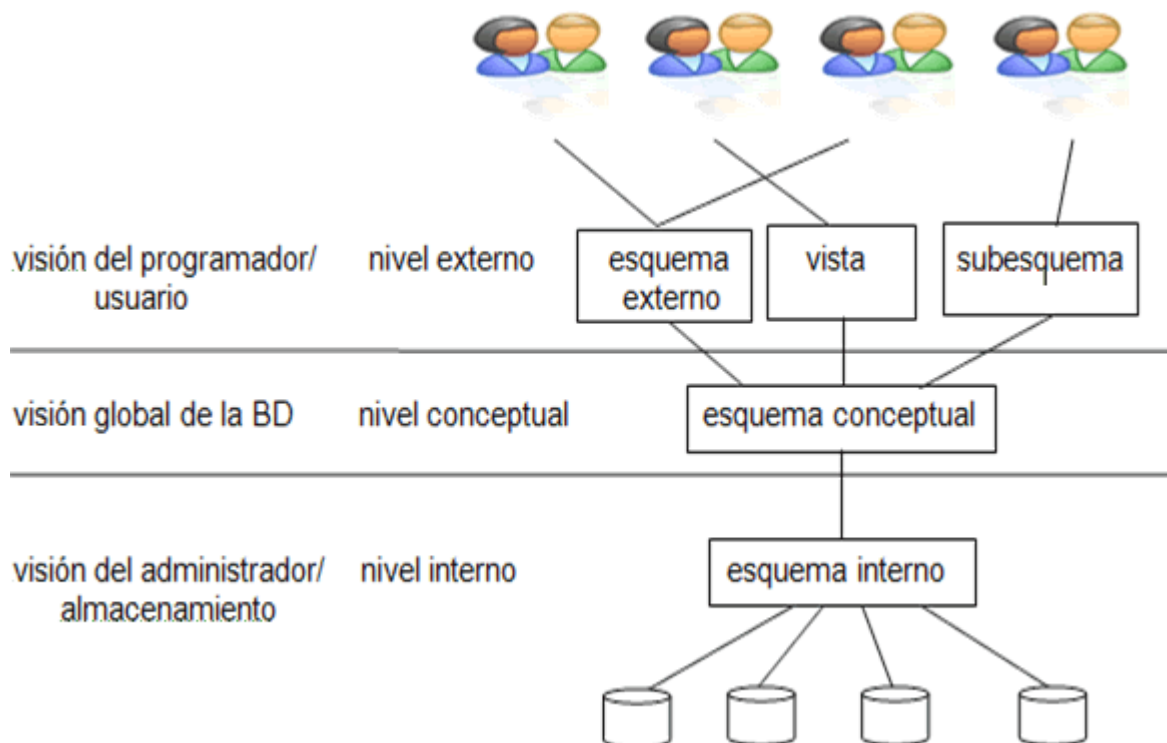 visión del programador/
usuario
nivel externo
esquema
externo
vista
subesquema
visión global de la BD
nivel conceptual
esquema conceptual
visión del administrador/
almacenamiento
nivel interno
esquema interno